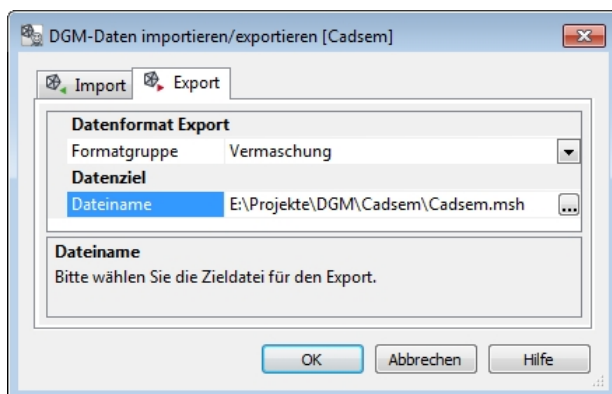 DGM-Daten importieren/exportieren [Cadsem]
Import Export
Datenformat Export
Formatgruppe Vermaschung
Datenziel
Dateiname E:\Projekte\DGM\Cadsem\Cadsem.msh ...
Dateiname
Bitte wählen Sie die Zieldatei für den Export.
OK Abbrechen Hilfe